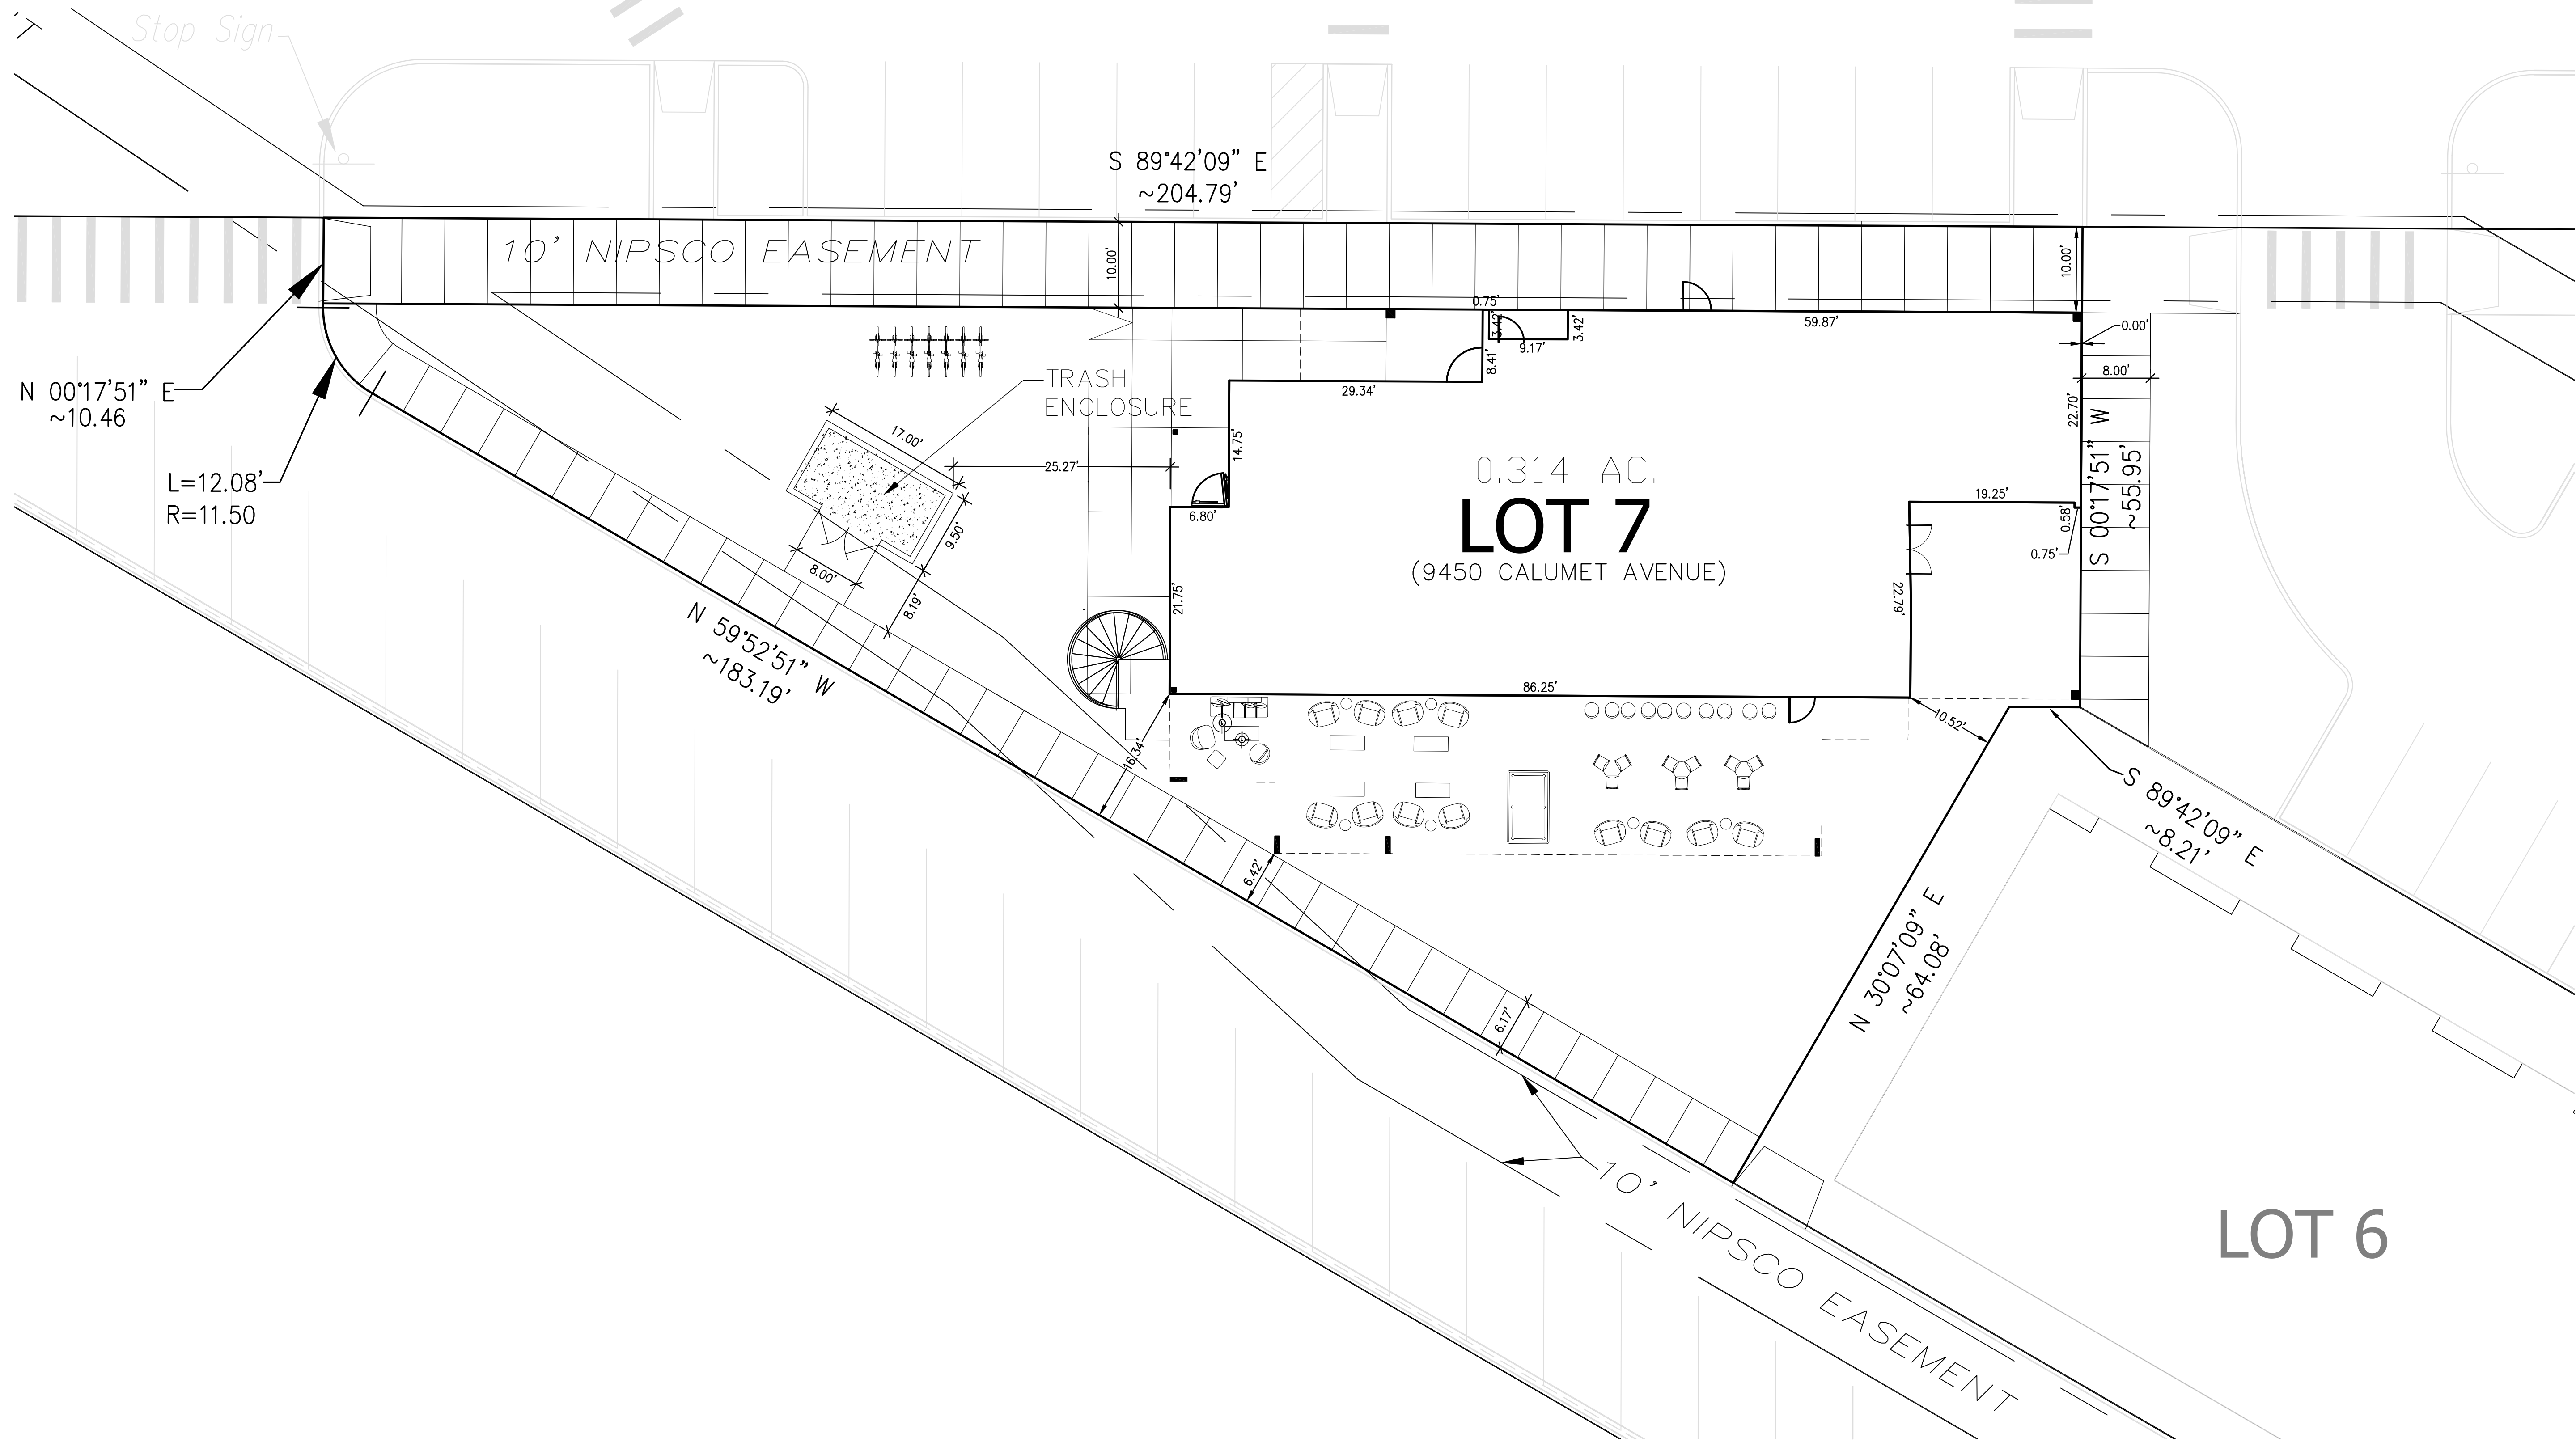 Stop Sign
S 89°42'09" E
~204.79'
10' NIPSCO EASEMENT
10.00'
10.00'
0.75'
3.42'
9.17'
3.42'
59.87'
0.00'
8.00'
N 00°17'51" E
~10.46
L=12.08'
R=11.50
TRASH
ENCLOSURE
17.00'
25.27'
9.50'
8.00'
8.19'
8.41'
29.34'
14.75'
6.80'
21.75'
0.314 AC.
LOT 7
(9450 CALUMET AVENUE)
22.70'
S 00°17'51" W
~55.95'
19.25'
0.58'
0.75'
22.79'
86.25'
10.52'
N 59°52'51" W
~183.19'
16.34'
6.42'
6.17'
S 89°42'09" E
~8.21'
N 30°07'09" E
~64.08'
10' NIPSCO EASEMENT
LOT 6